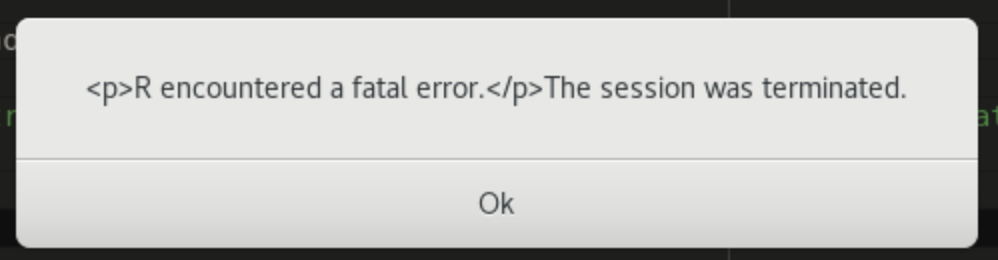 <p>R encountered a fatal error.</p>The session was terminated.
Ok